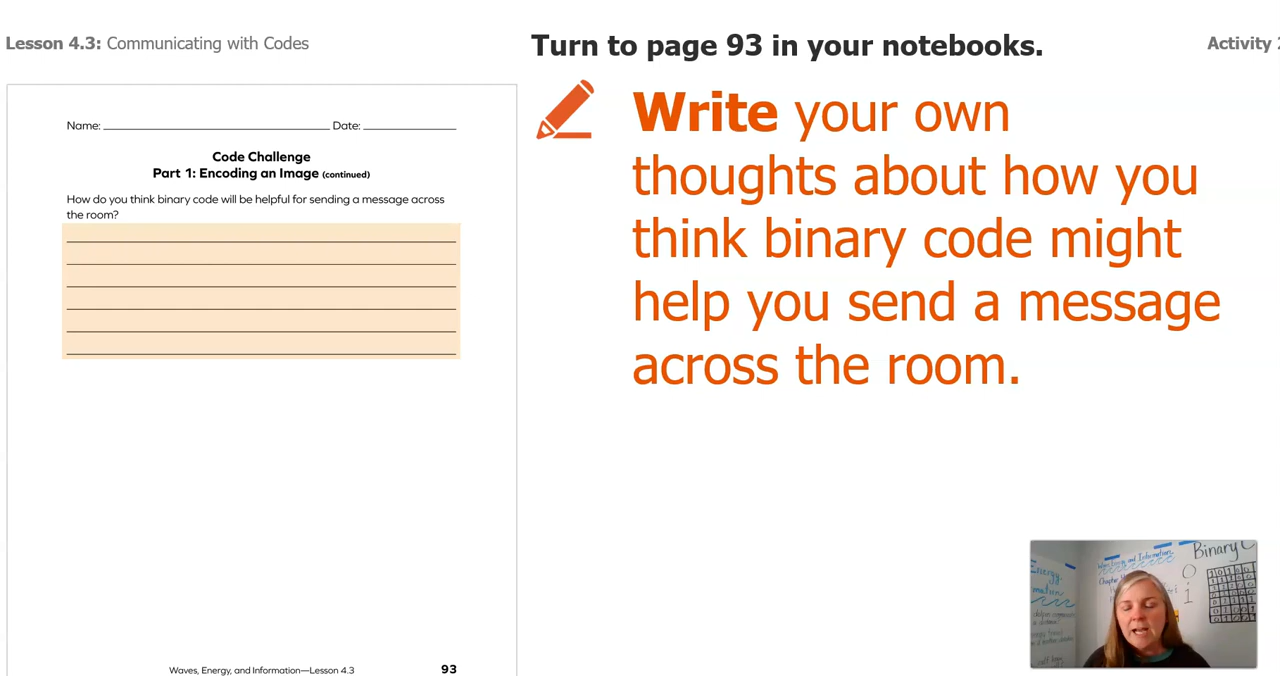 Lesson 4.3: Communicating with Codes
Turn to page 93 in your notebooks.
Activity
Name: Date:
Code Challenge
Part 1: Encoding an Image (continued)
How do you think binary code will be helpful for sending a message across
the room?
Waves, Energy, and Information—Lesson 4.3 93
Write your own
thoughts about how you
think binary code might
help you send a message
across the room.
Binary C
Energy
0
1